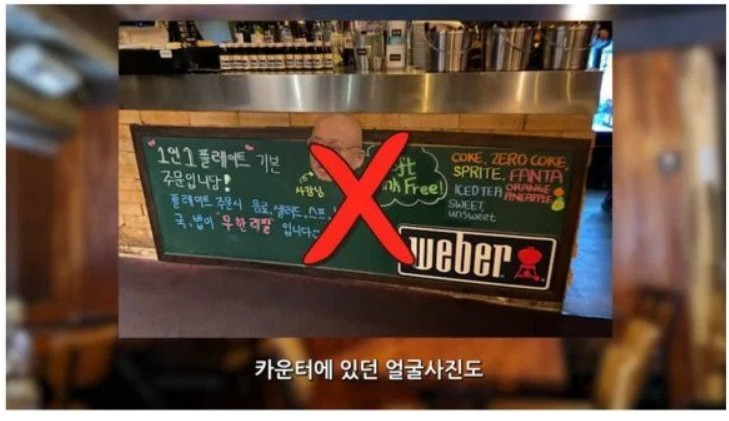 "1인 1 플레이트" 기본
주문입니당!
플레이트 주문시 음료, 샐러드, 스프,
국, 밥이 "무한리필" 입니다
사장님
Free!
COKE, ZERO COKE,
SPRITE, FANTA
ICED TEA ORANGE
PINEAPPLE
SWEET
unsweet
weber
카운터에 있던 얼굴사진도